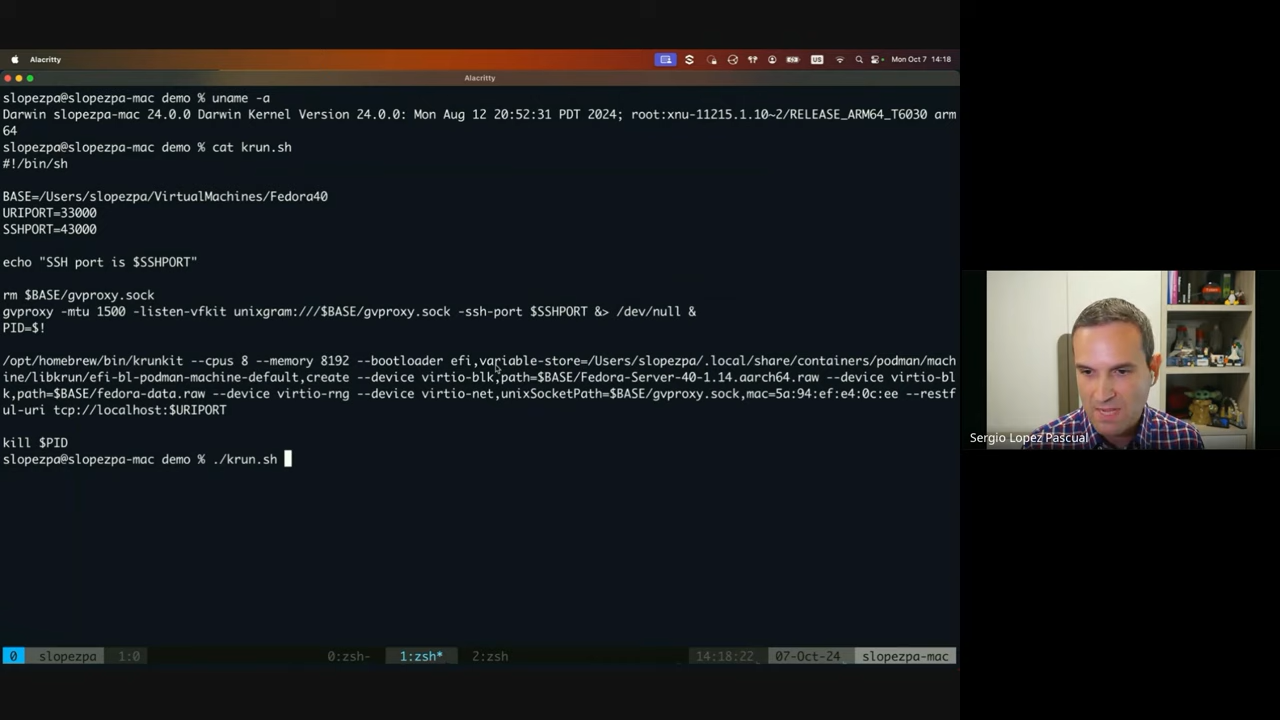 Alacritty
US
Mon Oct 7 14:18
Alacritty
slopezpa@slopezpa-mac demo % uname -a
Darwin slopezpa-mac 24.0.0 Darwin Kernel Version 24.0.0: Mon Aug 12 20:52:31 PDT 2024; root:xnu-11215.1.10~2/RELEASE_ARM64_T6030 arm
64
slopezpa@slopezpa-mac demo % cat krun.sh
#!/bin/sh
BASE=/Users/slopezpa/VirtualMachines/Fedora40
URIPORT=33000
SSHPORT=43000
echo "SSH port is $SSHPORT"
rm $BASE/gvproxy.sock
gvproxy -mtu 1500 -listen-vfkit unixgram:///$BASE/gvproxy.sock -ssh-port $SSHPORT &> /dev/null &
PID=$!
/opt/homebrew/bin/krunkit --cpus 8 --memory 8192 --bootloader efi,variable-store=/Users/slopezpa/.local/share/containers/podman/mach
ine/libkrun/efi-bl-podman-machine-default,create --device virtio-blk,path=$BASE/Fedora-Server-40-1.14.aarch64.raw --device virtio-bl
k,path=$BASE/fedora-data.raw --device virtio-rng --device virtio-net,unixSocketPath=$BASE/gvproxy.sock,mac=5a:94:ef:e4:0c:ee --restf
ul-uri tcp://localhost:$URIPORT
kill $PID
slopezpa@slopezpa-mac demo % ./krun.sh
Sergio Lopez Pascual
0 slopezpa 1:0 0:zsh- 1:zsh* 2:zsh 14:18:22 07-Oct-24 slopezpa-mac